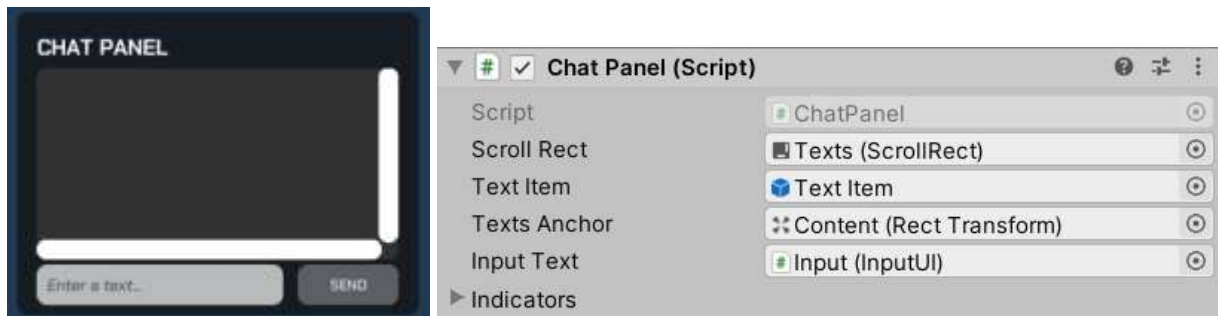 CHAT PANEL
Enter a text...
SEND
# Chat Panel (Script)
Script # ChatPanel
Scroll Rect Texts (ScrollRect)
Text Item Text Item
Texts Anchor Content (Rect Transform)
Input Text # Input (InputUI)
Indicators